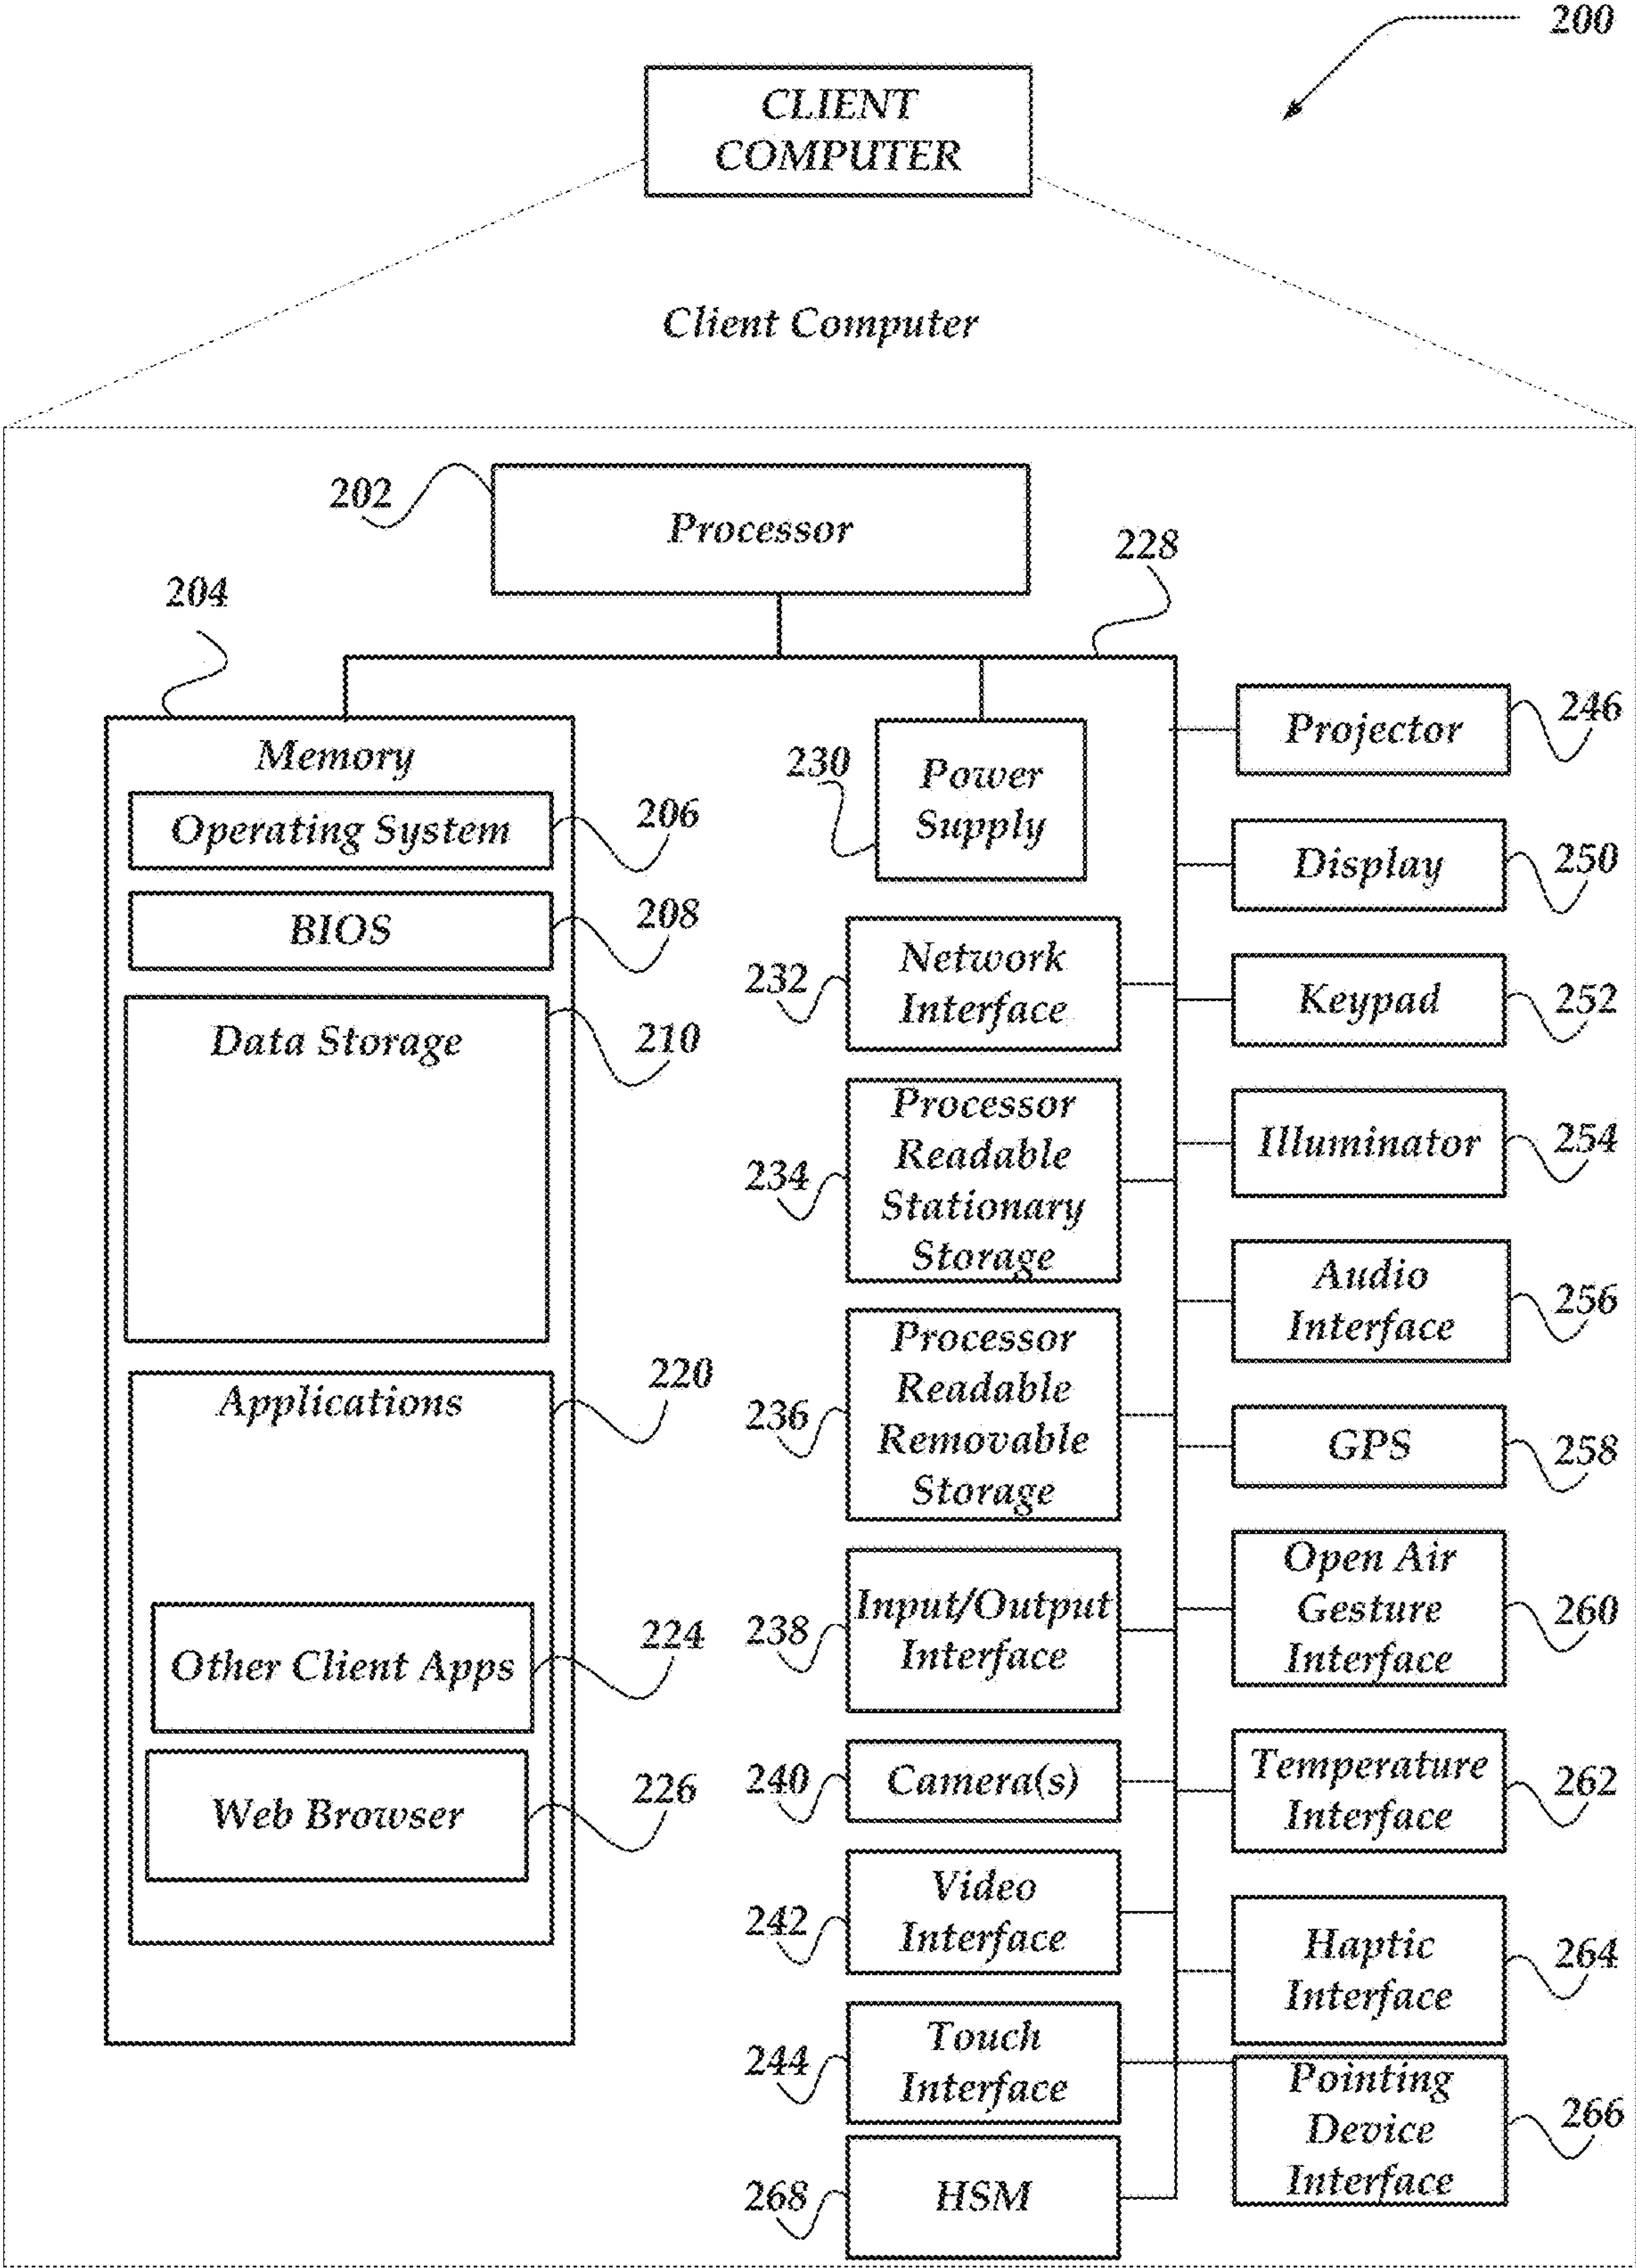 200
CLIENT
COMPUTER
Client Computer
202
Processor
228
204
Memory
Operating System
206
BIOS
208
Data Storage
210
Applications
220
Other Client Apps
224
Web Browser
226
230
Power
Supply
232
Network
Interface
234
Processor
Readable
Stationary
Storage
236
Processor
Readable
Removable
Storage
238
Input/Output
Interface
240
Camera(s)
242
Video
Interface
244
Touch
Interface
268
HSM
Projector
246
Display
250
Keypad
252
Illuminator
254
Audio
Interface
256
GPS
258
Open Air
Gesture
Interface
260
Temperature
Interface
262
Haptic
Interface
264
Pointing
Device
Interface
266